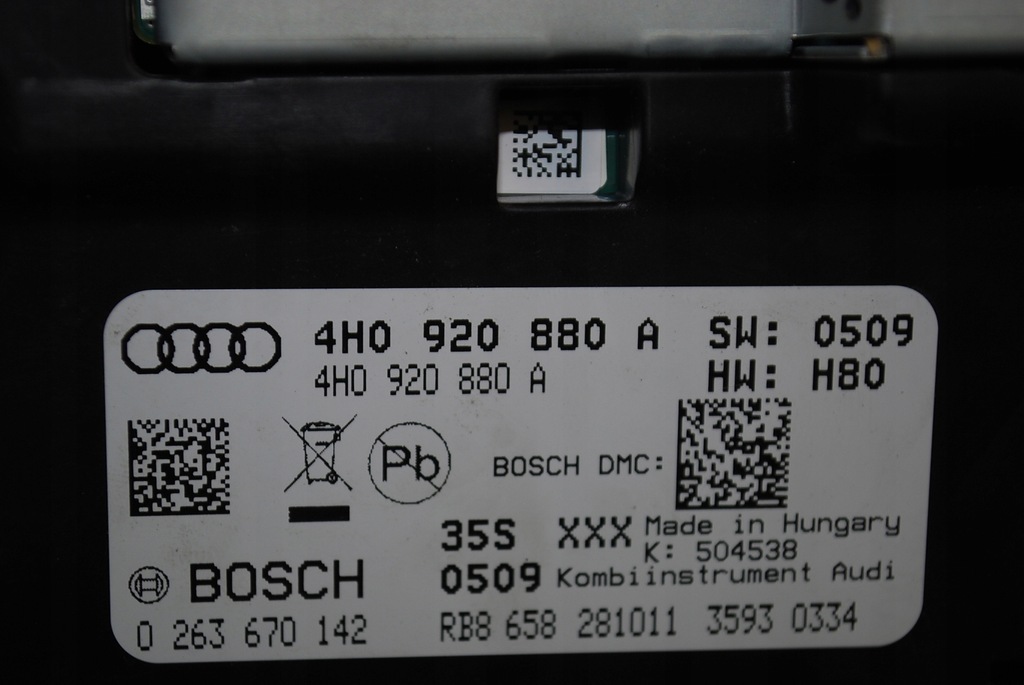 4H0 920 880 A SW: 0509
4H0 920 880 A HW: H80
Pb
BOSCH DMC:
35S XXX Made in Hungary
K: 504538
BOSCH 0509 Kombiinstrument Audi
0 263 670 142 RB8 658 281011 3593 0334